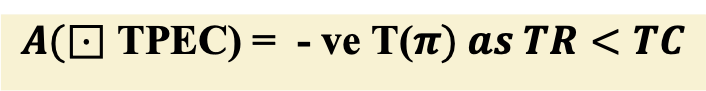 A(⊡ TPEC) = - ve T(π) as TR < TC